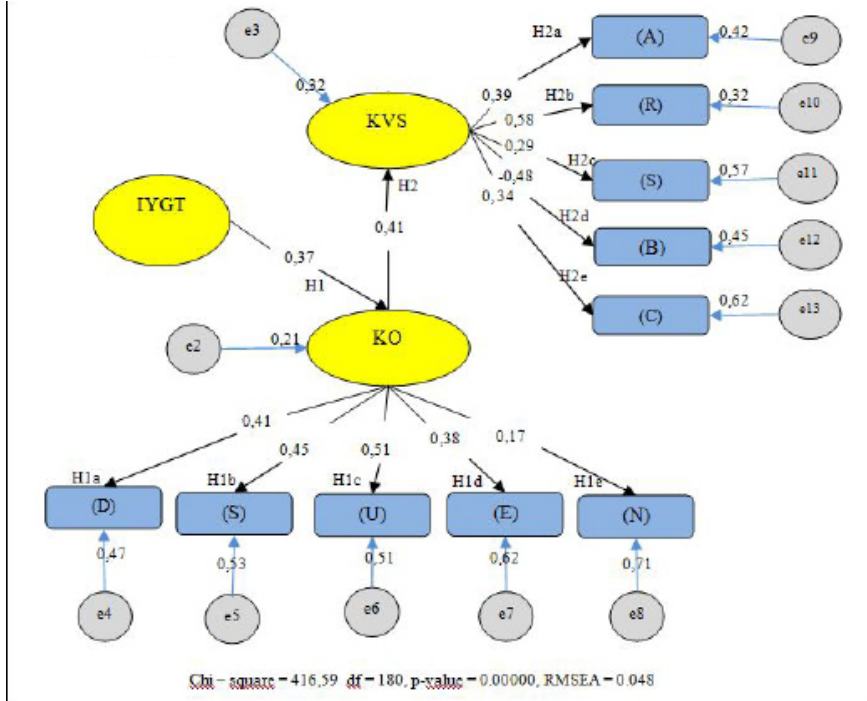 e3
H2a
(A)
0,42
e9
0,32
0,39
H2b
KVS
0,58
(R)
0,32
e10
0,29
H2c
H2
-0,48
(S)
0,57
e11
IYGT
0,34
0,41
H2d
(B)
0,45
e12
0,37
H1
H2e
(C)
0,62
e13
e2
0,21
KO
0,41
0,45
0,51
0,38
0,17
H1a
H1b
H1c
H1d
H1e
(D)
(S)
(U)
(E)
(N)
0,47
0,53
0,51
0,62
0,71
e4
e5
e6
e7
e8
Chi – square = 416,59 df = 180, p-value = 0.00000, RMSEA = 0.048